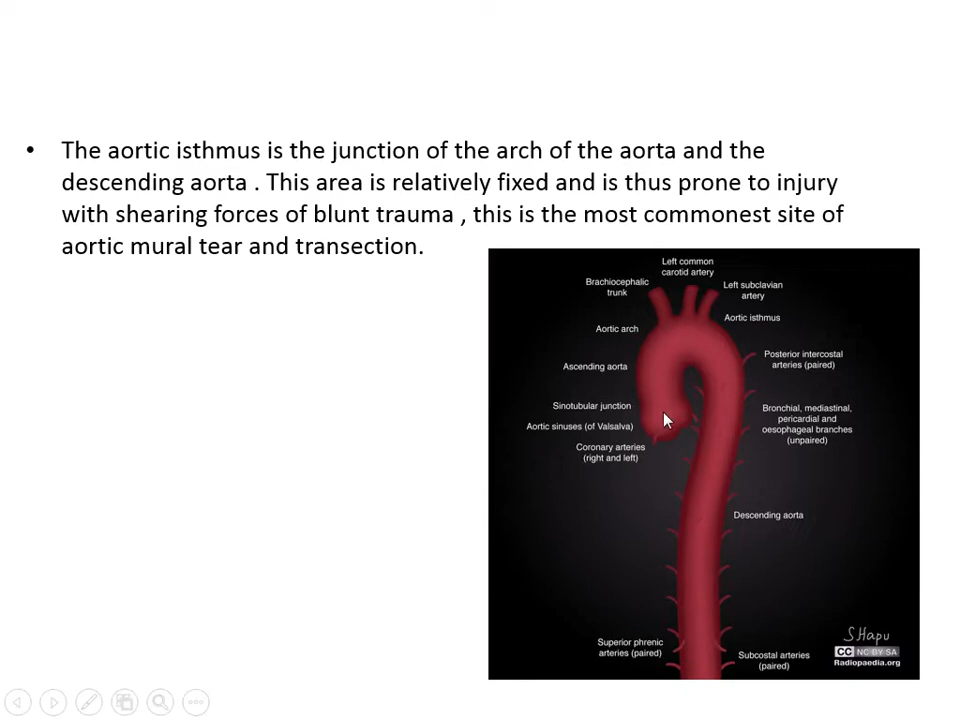 • The aortic isthmus is the junction of the arch of the aorta and the
descending aorta . This area is relatively fixed and is thus prone to injury
with shearing forces of blunt trauma , this is the most commonest site of
aortic mural tear and transection.
Left common
carotid artery
Brachiocephalic
trunk
Left subclavian
artery
Aortic isthmus
Aortic arch
Posterior intercostal
arteries (paired)
Ascending aorta
Sinotubular junction
Bronchial, mediastinal,
pericardial and
oesophageal branches
(unpaired)
Aortic sinuses (of Valsalva)
Coronary arteries
(right and left)
Descending aorta
Superior phrenic
arteries (paired)
Subcostal arteries
(paired)
S Hapu
CC NC BY SA
Radiopaedia.org